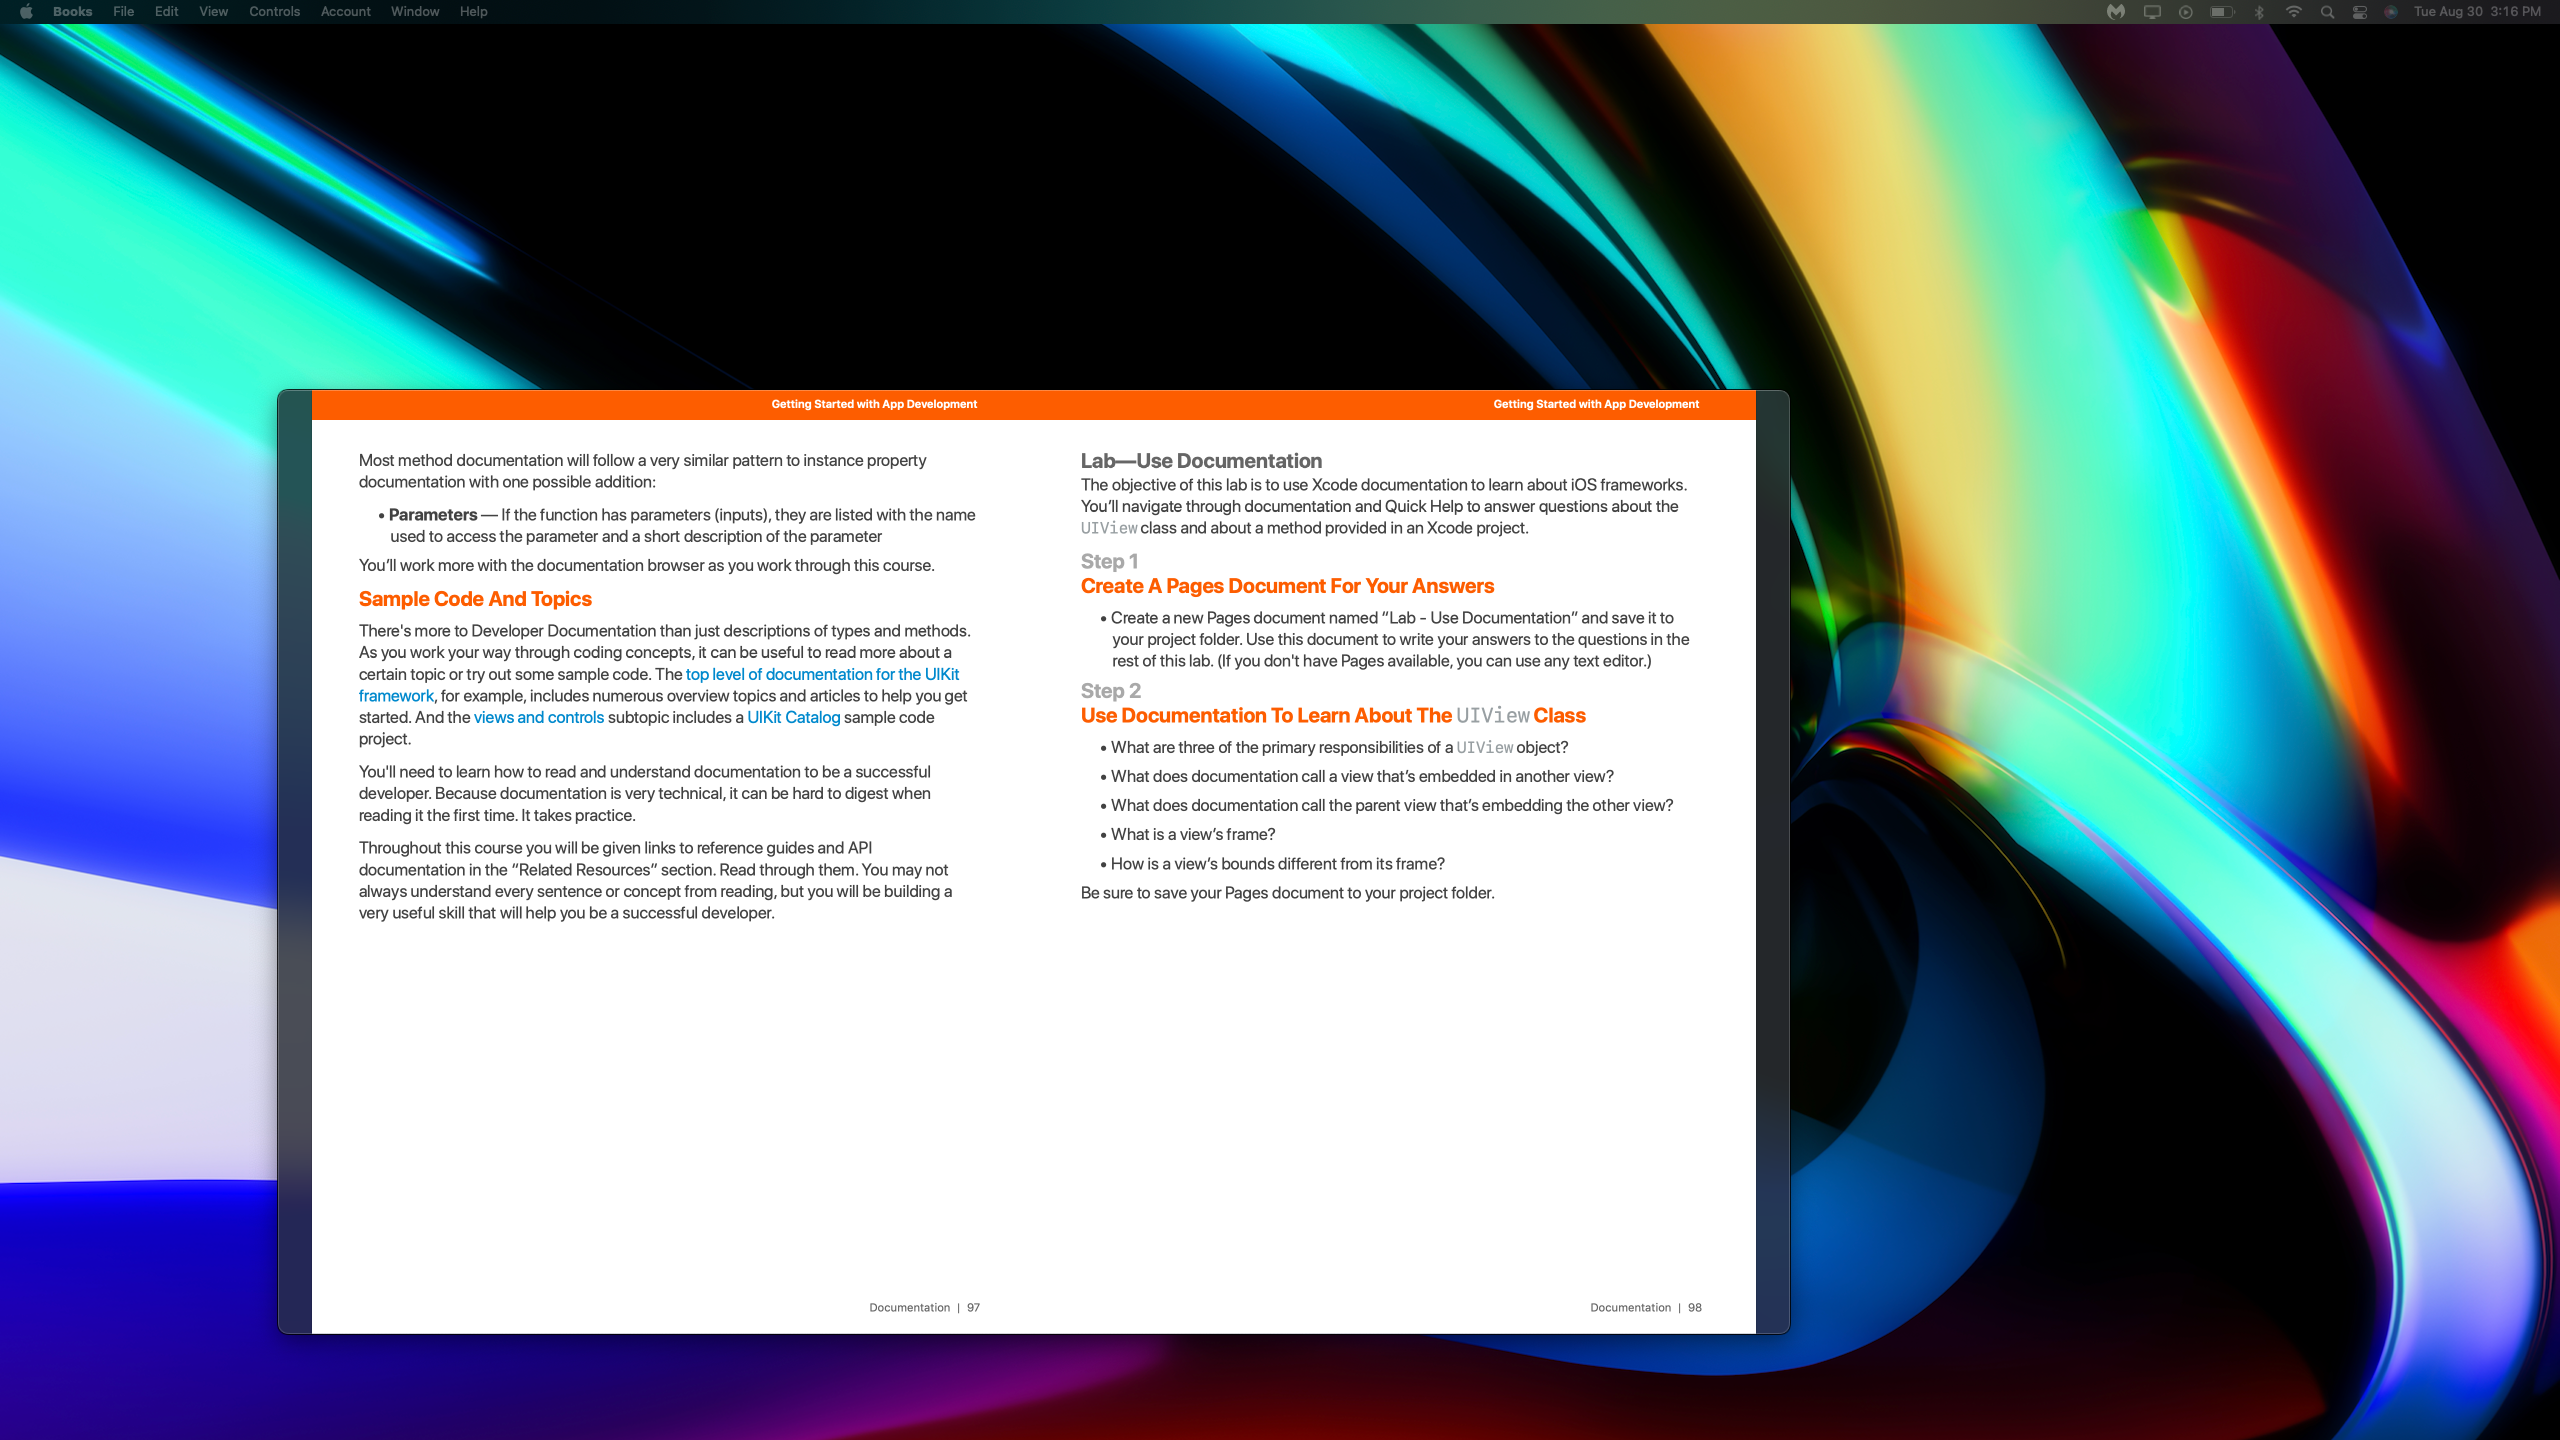 Books File Edit View Controls Account Window Help
Tue Aug 30 3:16 PM
Getting Started with App Development
Most method documentation will follow a very similar pattern to instance property
documentation with one possible addition:
• Parameters — If the function has parameters (inputs), they are listed with the name
used to access the parameter and a short description of the parameter
You’ll work more with the documentation browser as you work through this course.
Sample Code And Topics
There's more to Developer Documentation than just descriptions of types and methods.
As you work your way through coding concepts, it can be useful to read more about a
certain topic or try out some sample code. The top level of documentation for the UIKit
framework, for example, includes numerous overview topics and articles to help you get
started. And the views and controls subtopic includes a UIKit Catalog sample code
project.
You'll need to learn how to read and understand documentation to be a successful
developer. Because documentation is very technical, it can be hard to digest when
reading it the first time. It takes practice.
Throughout this course you will be given links to reference guides and API
documentation in the “Related Resources” section. Read through them. You may not
always understand every sentence or concept from reading, but you will be building a
very useful skill that will help you be a successful developer.
Documentation | 97
Getting Started with App Development
Lab—Use Documentation
The objective of this lab is to use Xcode documentation to learn about iOS frameworks.
You’ll navigate through documentation and Quick Help to answer questions about the
UIView class and about a method provided in an Xcode project.
Step 1
Create A Pages Document For Your Answers
• Create a new Pages document named “Lab - Use Documentation” and save it to
your project folder. Use this document to write your answers to the questions in the
rest of this lab. (If you don't have Pages available, you can use any text editor.)
Step 2
Use Documentation To Learn About The UIView Class
• What are three of the primary responsibilities of a UIView object?
• What does documentation call a view that’s embedded in another view?
• What does documentation call the parent view that’s embedding the other view?
• What is a view’s frame?
• How is a view’s bounds different from its frame?
Be sure to save your Pages document to your project folder.
Documentation | 98